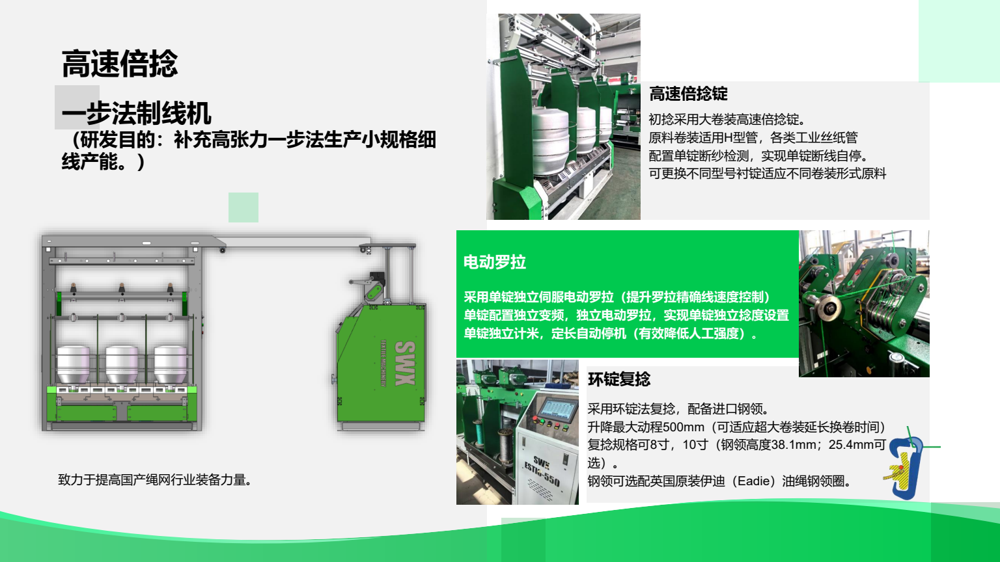 高速倍捻
一步法制线机
（研发目的：补充高张力一步法生产小规格细
线产能。）
SWX
TEXTILE MACHINERY
致力于提高国产绳网行业装备力量。
高速倍捻锭
初捻采用大卷装高速倍捻锭。
原料卷装适用H型管，各类工业丝纸管
配置单锭断纱检测，实现单锭断线自停。
可更换不同型号衬锭适应不同卷装形式原料
电动罗拉
采用单锭独立伺服电动罗拉（提升罗拉精确线速度控制）
单锭配置独立变频，独立电动罗拉，实现单锭独立捻度设置
单锭独立计米，定长自动停机（有效降低人工强度）。
SWX
ESTIC-550
环锭复捻
采用环锭法复捻，配备进口钢领。
升降最大动程500mm（可适应超大卷装延长换卷时间）
复捻规格可8寸，10寸（钢领高度38.1mm；25.4mm可
选）。
钢领可选配英国原装伊迪（Eadie）油绳钢领圈。